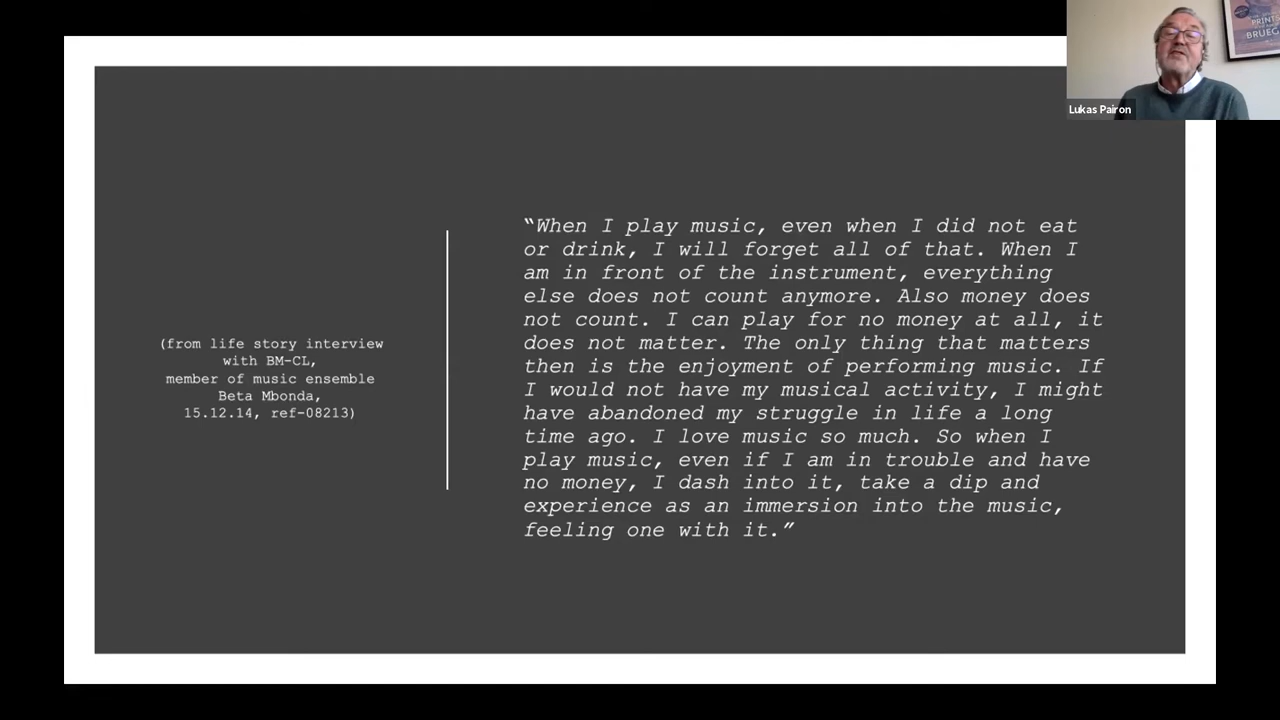 PRINTS
BRUEG
Lukas Pairon
(from life story interview
with BM-CL,
member of music ensemble
Beta Mbonda,
15.12.14, ref-08213)
“When I play music, even when I did not eat
or drink, I will forget all of that. When I
am in front of the instrument, everything
else does not count anymore. Also money does
not count. I can play for no money at all, it
does not matter. The only thing that matters
then is the enjoyment of performing music. If
I would not have my musical activity, I might
have abandoned my struggle in life a long
time ago. I love music so much. So when I
play music, even if I am in trouble and have
no money, I dash into it, take a dip and
experience as an immersion into the music,
feeling one with it.”